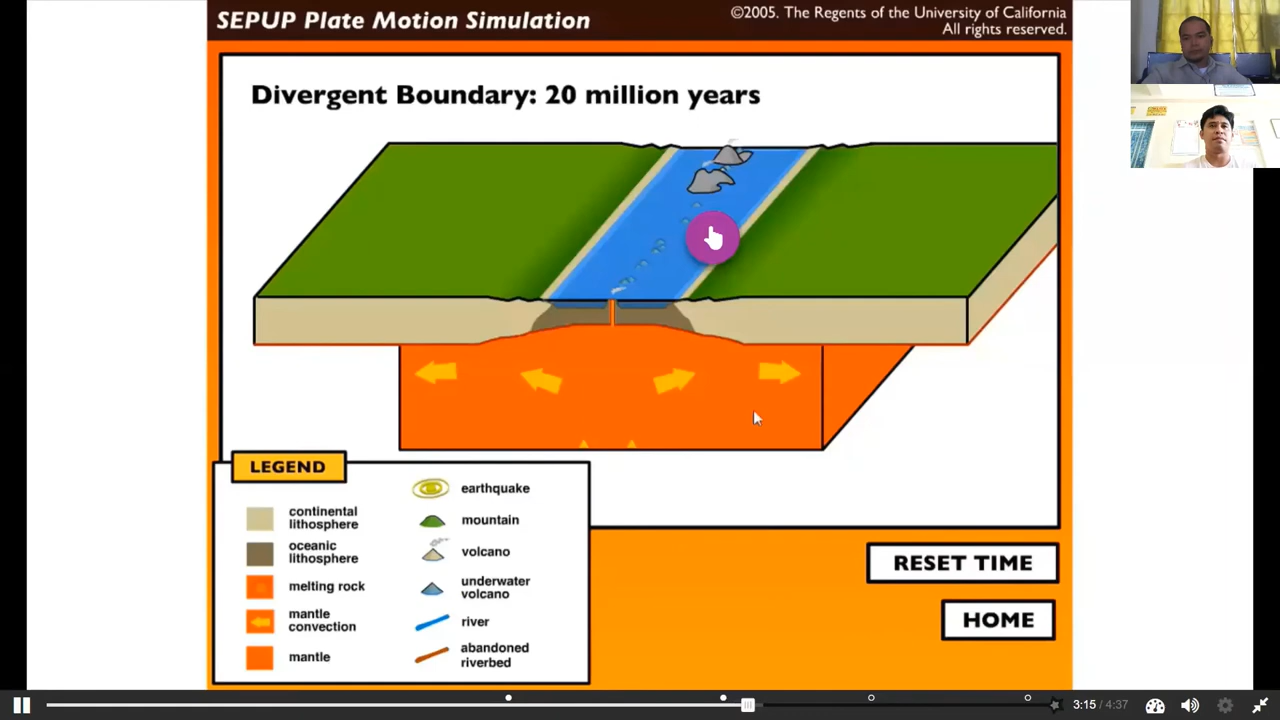 SEPUP Plate Motion Simulation
©2005. The Regents of the University of California
All rights reserved.
Divergent Boundary: 20 million years
LEGEND
continental
lithosphere
oceanic
lithosphere
melting rock
mantle
convection
mantle
earthquake
mountain
volcano
underwater
volcano
river
abandoned
riverbed
RESET TIME
HOME
3:15 / 4:37